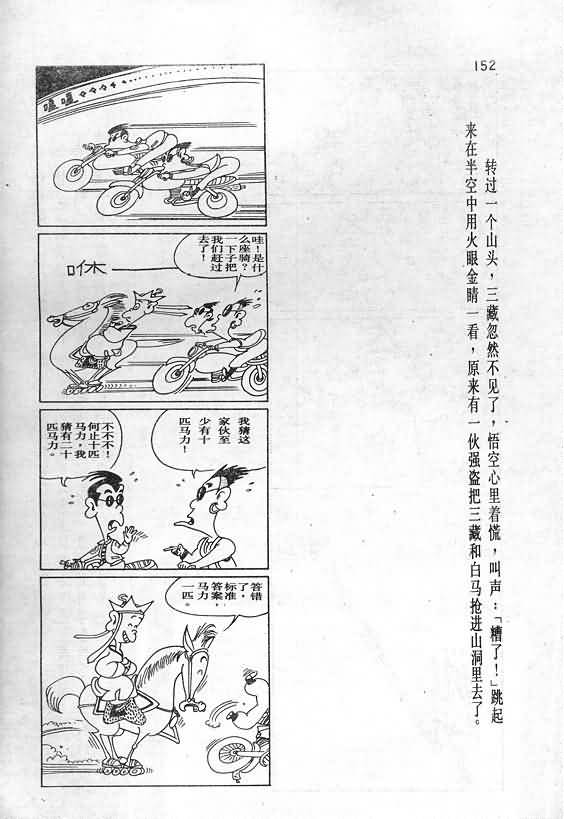 152
转过一个山头，三藏忽然不见了，悟空心里着慌，叫声：「糟了！」跳起
来在半空中用火眼金睛一看，原来有一伙强盗把三藏和白马抢进山洞里去了。
哇！是什
么座骑？
一下子把
我们赶过
去了！
咻
我猜这
家伙至
少有十
匹马力！
不不不！
何止十匹
马力，我
猜有二十
匹马力。
答错
了，
标准
答案，
马力
一匹。